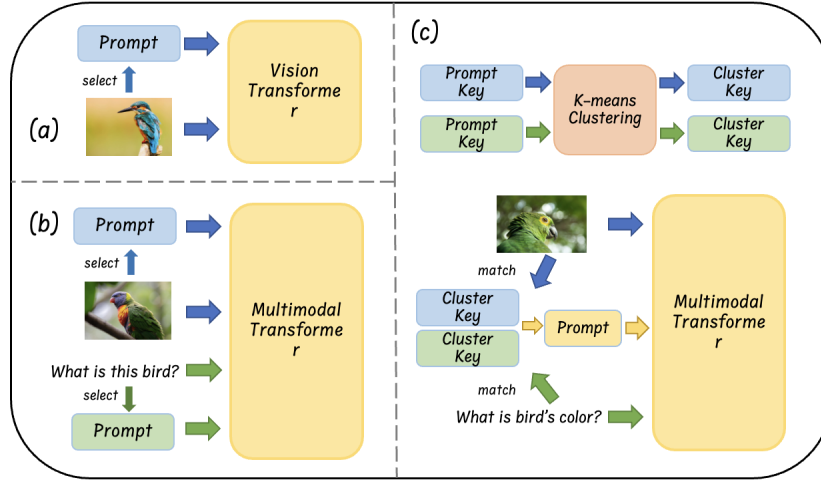 (a)
Prompt
select
Vision
Transforme
r
(b)
Prompt
select
What is this bird?
select
Prompt
Multimodal
Transforme
r
(c)
Prompt
Key
Prompt
Key
K-means
Clustering
Cluster
Key
Cluster
Key
match
Cluster
Key
Cluster
Key
Prompt
match
What is bird's color?
Multimodal
Transforme
r